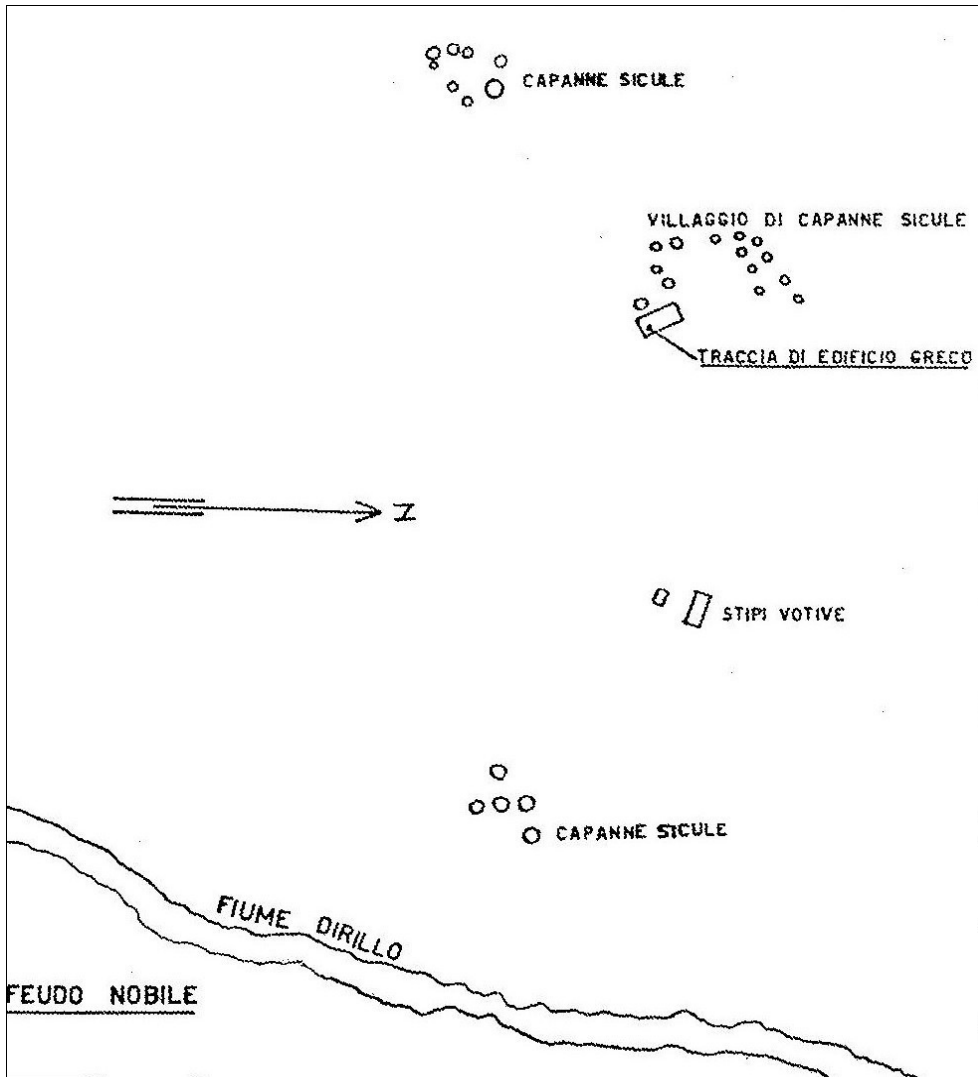 CAPANNE SICULE
VILLAGGIO DI CAPANNE SICULE
TRACCIA DI EDIFICIO GRECO
N
STIPI VOTIVE
CAPANNE SICULE
FIUME DIRILLO
FEUDO NOBILE